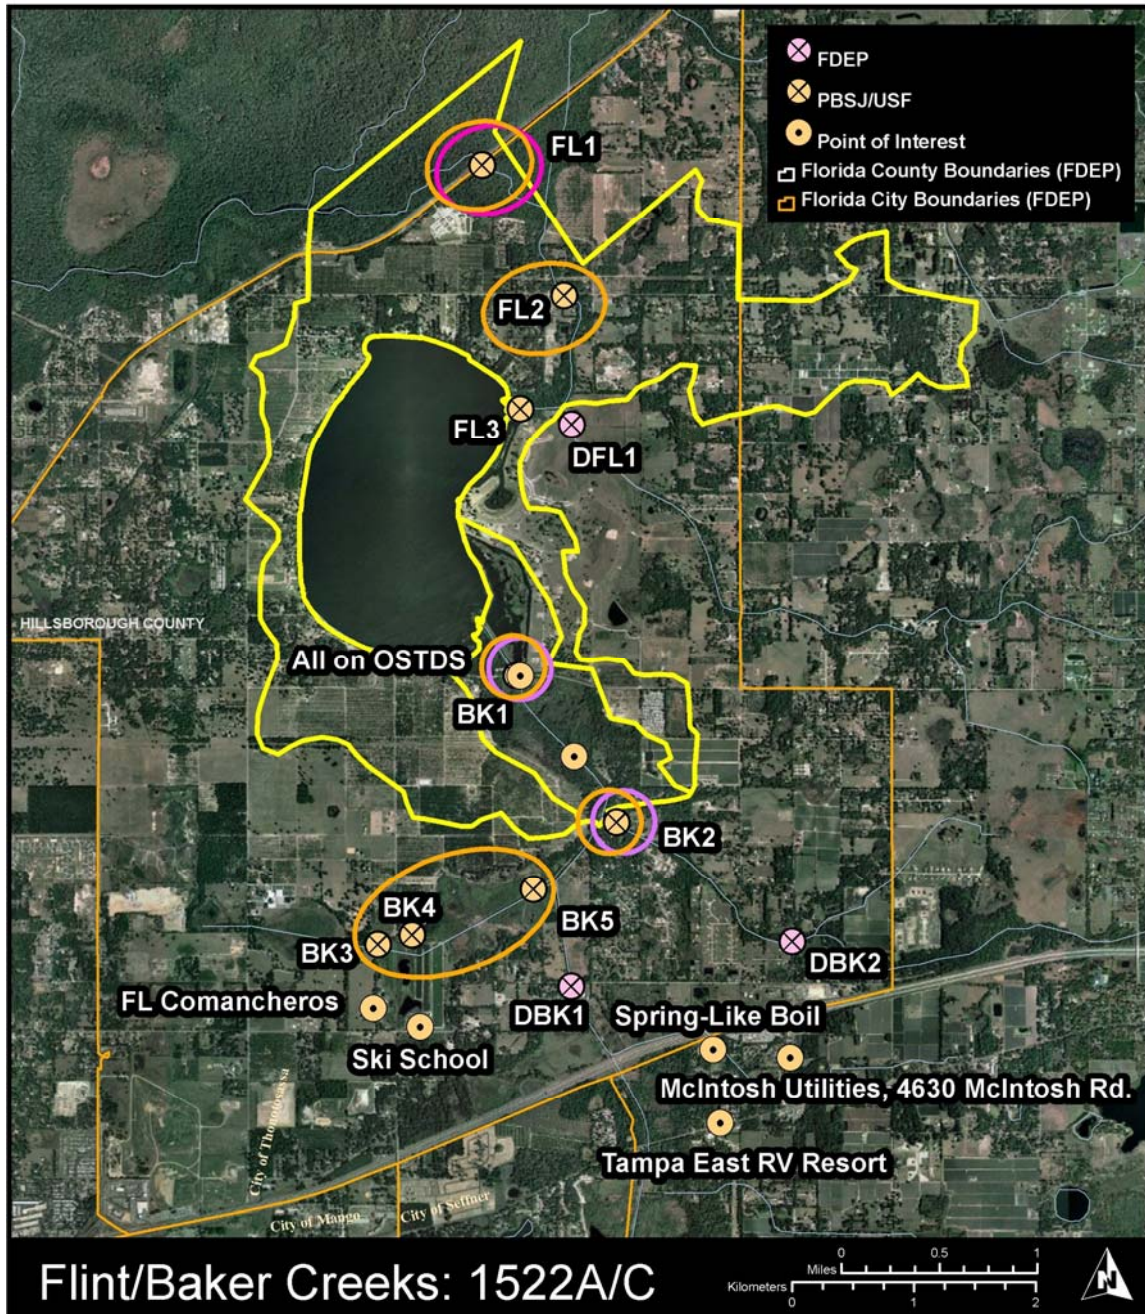 FDEP
PBSJ/USF
Point of Interest
Florida County Boundaries (FDEP)
Florida City Boundaries (FDEP)
FL1
FL2
FL3
DFL1
HILLSBOROUGH COUNTY
All on OSTDS
BK1
BK2
BK4
BK5
BK3
DBK2
FL Comancheros
DBK1
Spring-Like Boil
Ski School
McIntosh Utilities, 4630 McIntosh Rd.
City of Thonotosassa
Tampa East RV Resort
City of Seffner
City of Mango
Flint/Baker Creeks: 1522A/C
0 0.5 1
Miles
Kilometers
0 1 2
N